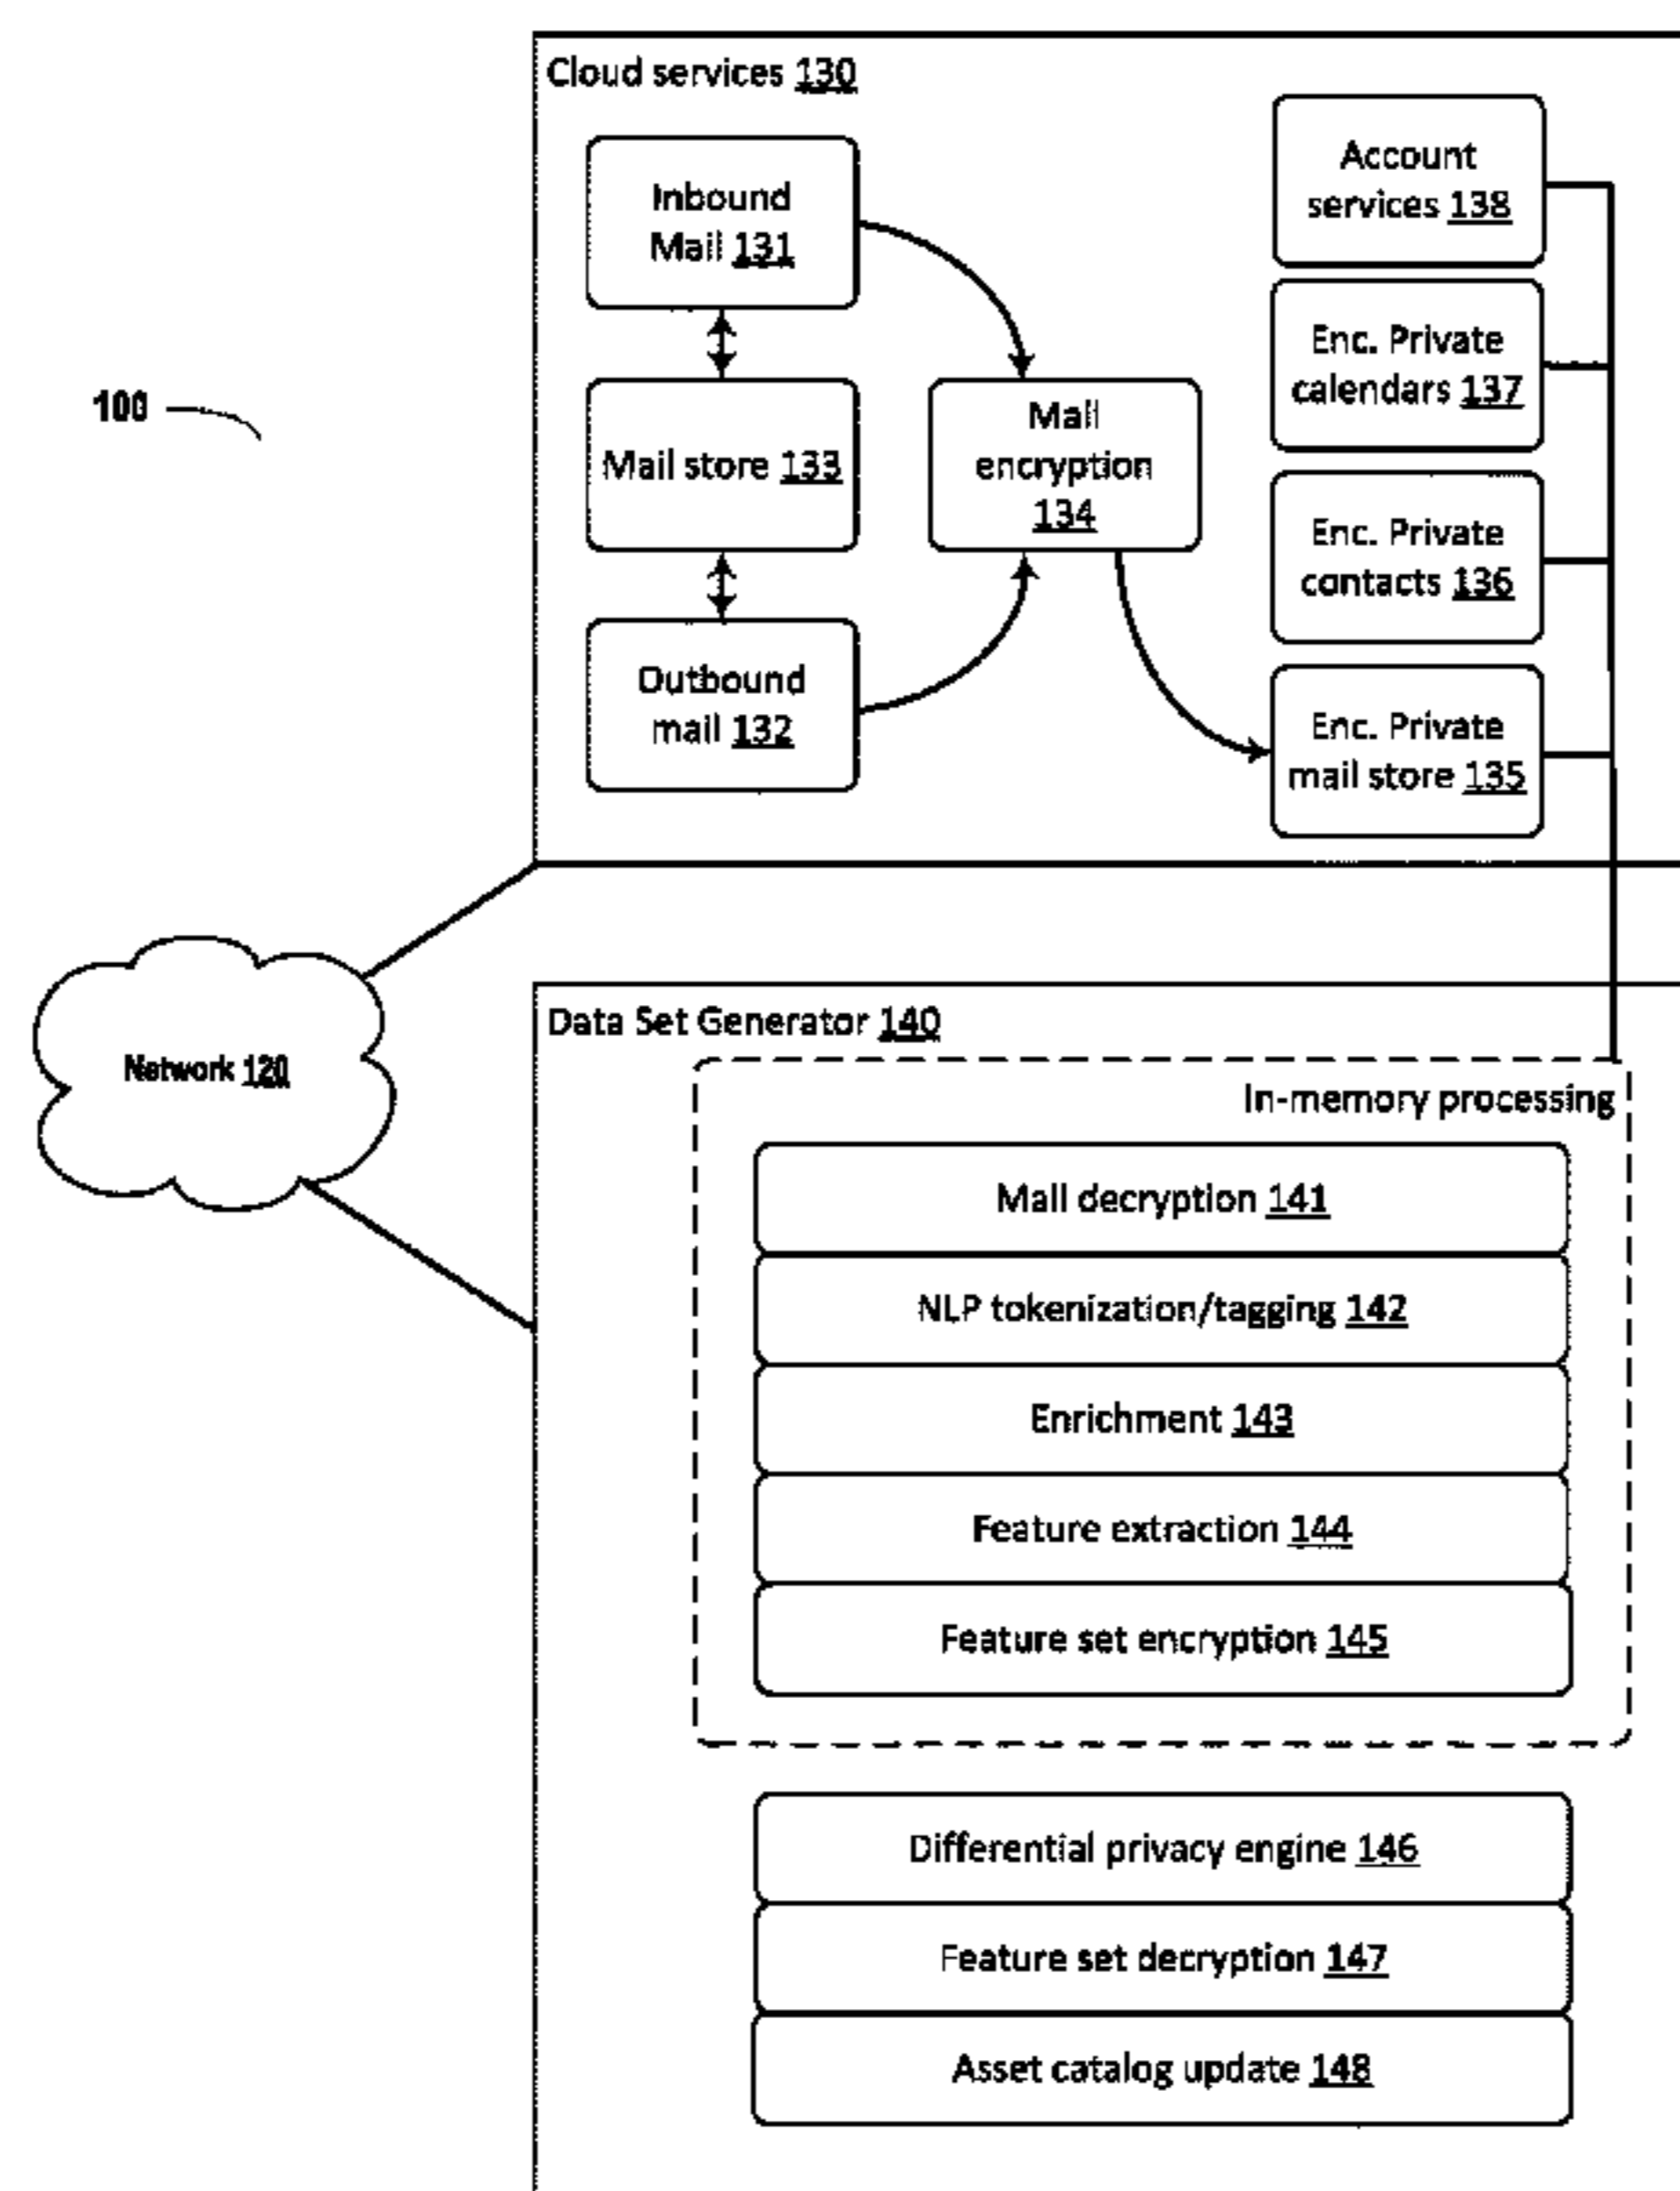 Cloud services 130
Inbound
Mail 131
Account
services 138
Enc. Private
calendars 137
100
Mail store 133
Mail
encryption
134
Enc. Private
contacts 136
Outbound
mail 132
Enc. Private
mail store 135
Network 120
Data Set Generator 140
In-memory processing
Mail decryption 141
NLP tokenization/tagging 142
Enrichment 143
Feature extraction 144
Feature set encryption 145
Differential privacy engine 146
Feature set decryption 147
Asset catalog update 148